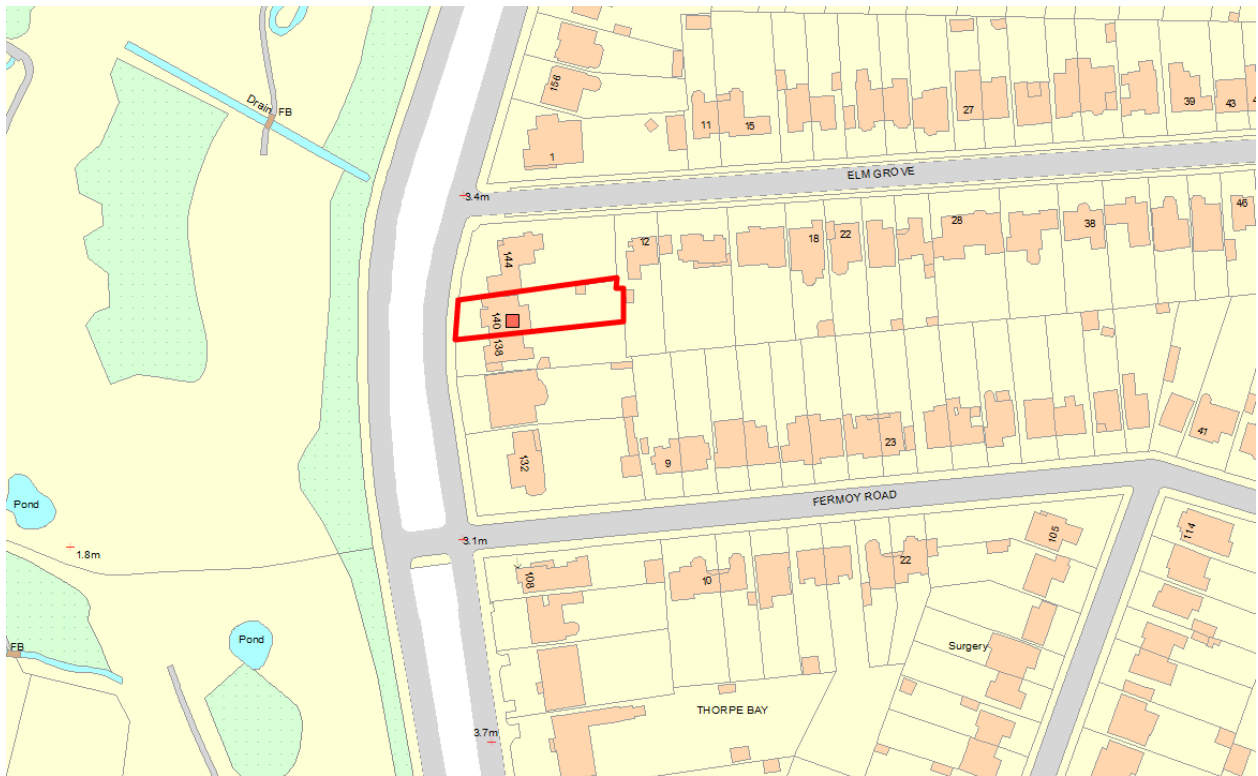 156
Drain
FB
11
15
27
39
43
4
1
ELM GROVE
3.4m
46
28
38
12
18
22
144
140
138
132
9
23
41
Pond
FERMOY ROAD
3.1m
1.8m
105
114
108
10
22
Pond
FB
Surgery
THORPE BAY
3.7m